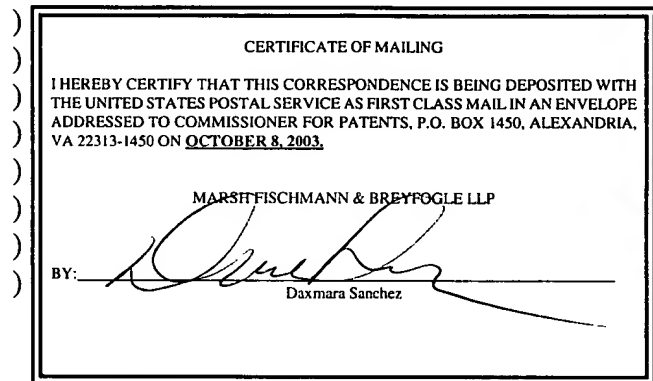 CERTIFICATE OF MAILING
I HEREBY CERTIFY THAT THIS CORRESPONDENCE IS BEING DEPOSITED WITH
THE UNITED STATES POSTAL SERVICE AS FIRST CLASS MAIL IN AN ENVELOPE
ADDRESSED TO COMMISSIONER FOR PATENTS, P.O. BOX 1450, ALEXANDRIA,
VA 22313-1450 ON OCTOBER 8, 2003.
MARSH FISCHMANN & BREYFOGLE LLP
BY:
Daxmara Sanchez
)
)
)
)
)
)
)
)
)